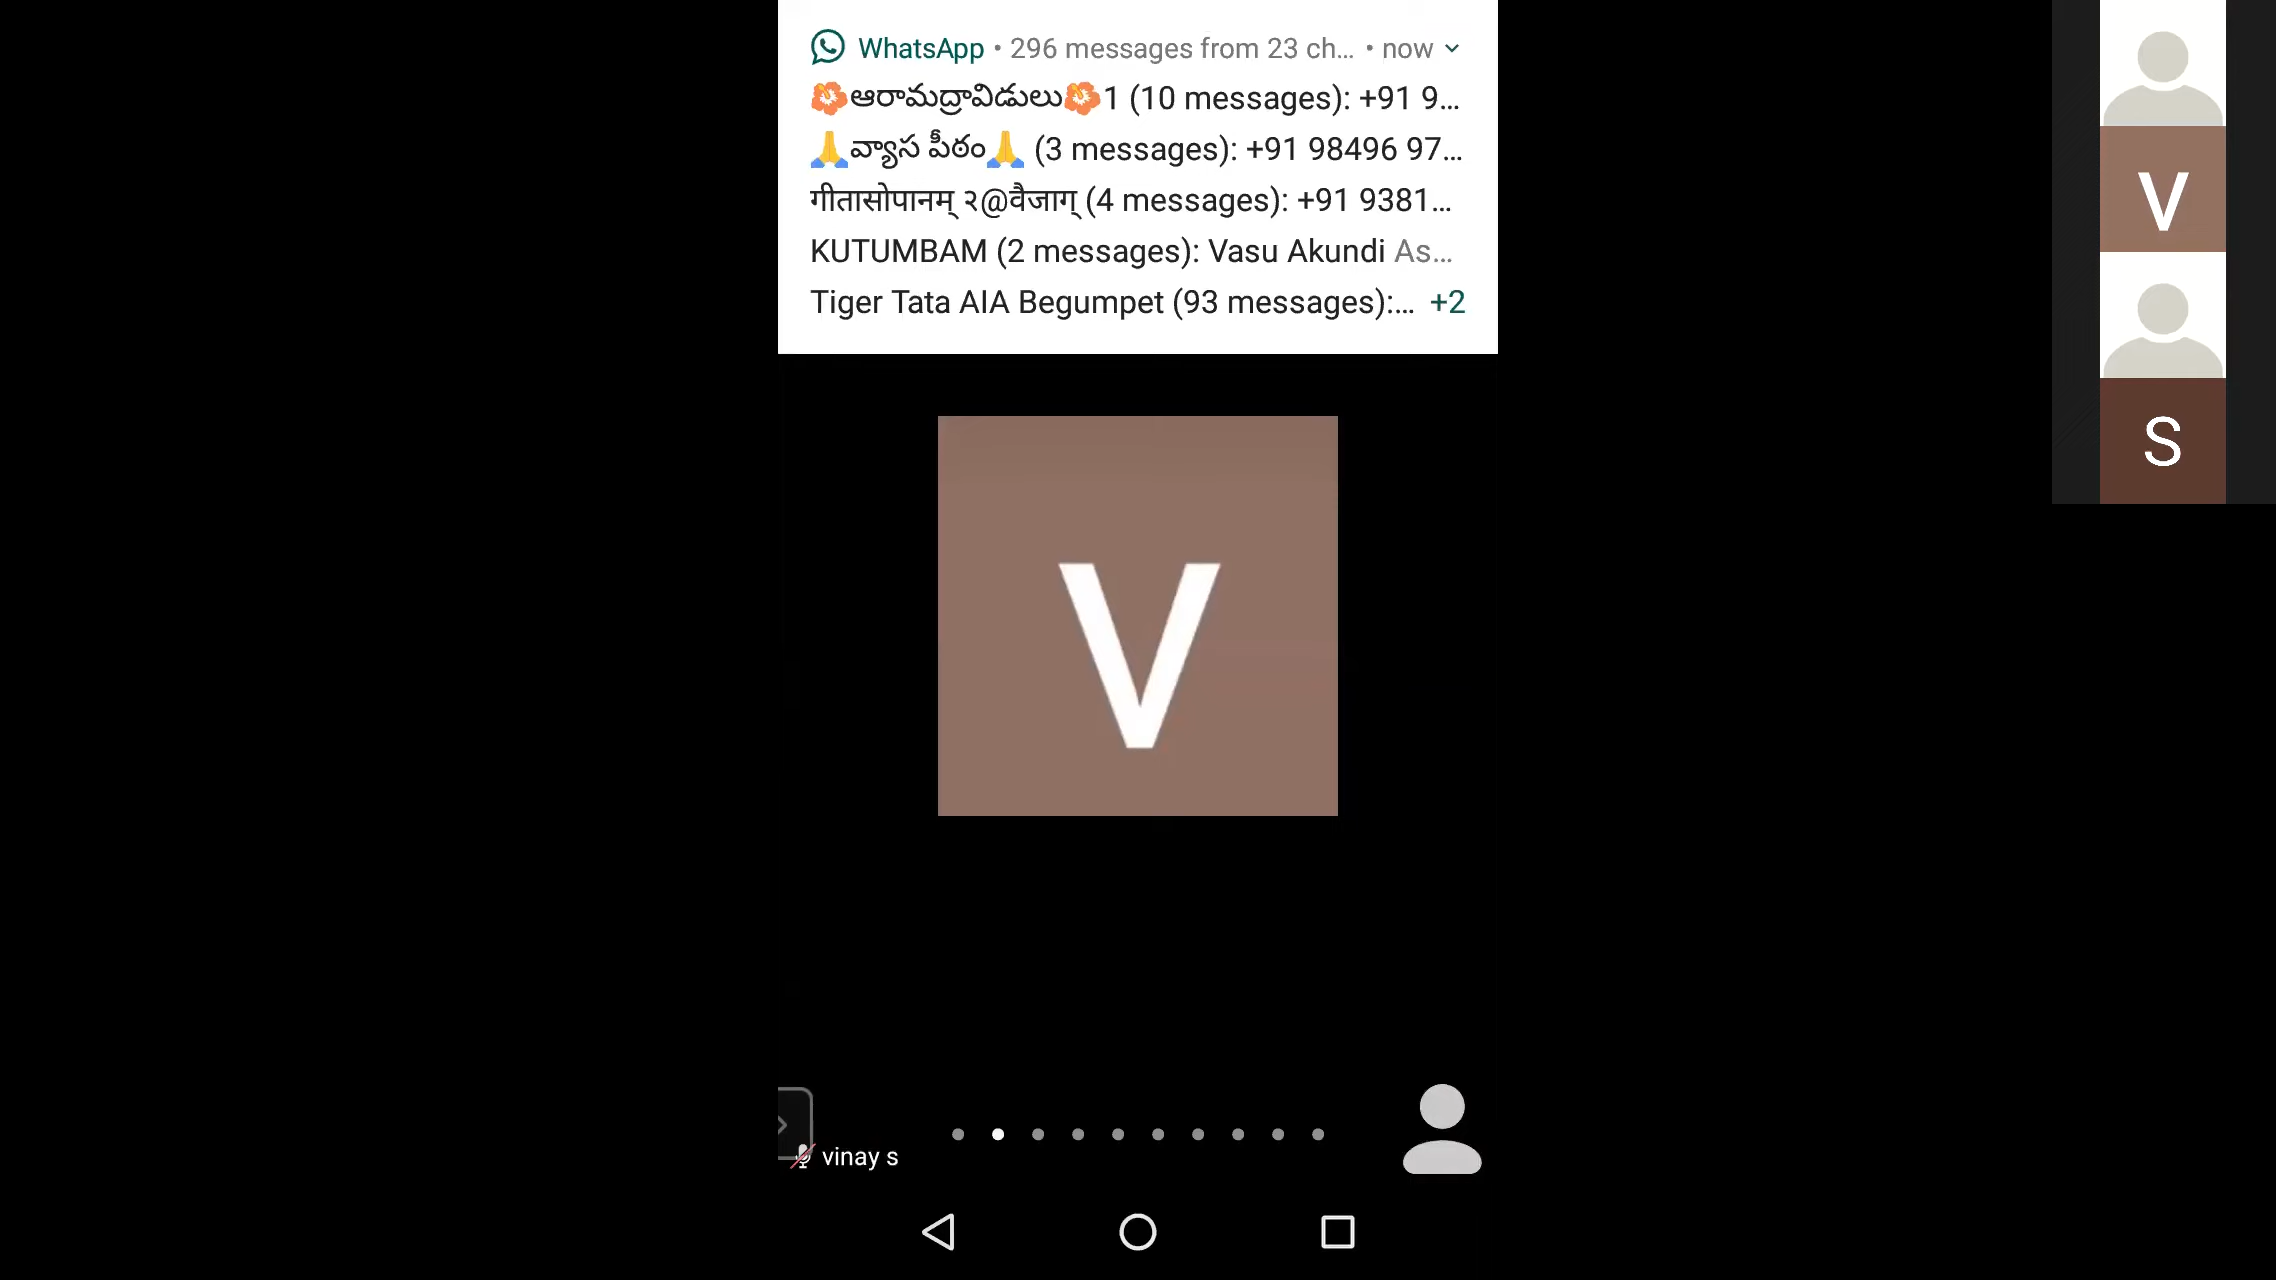 WhatsApp • 296 messages from 23 ch... • now
🌺ఆరామద్రావిడులు🌺1 (10 messages): +91 9...
🙏వ్యాస పీఠం🙏 (3 messages): +91 98496 97...
गीतासोपानम् २@वैजाग् (4 messages): +91 9381...
KUTUMBAM (2 messages): Vasu Akundi As...
Tiger Tata AIA Begumpet (93 messages):... +2
V
S
V
vinay s